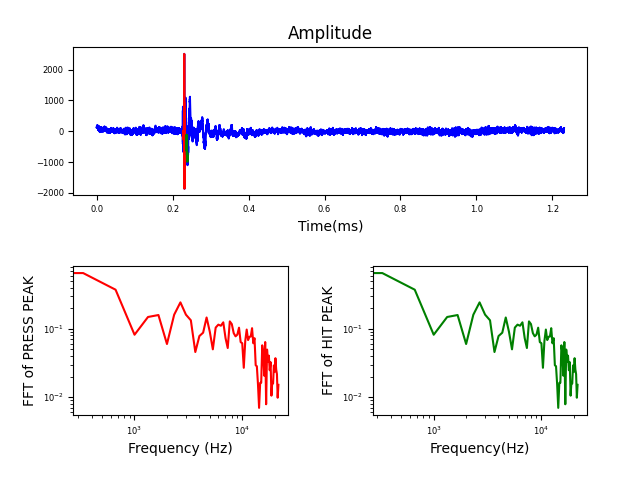 Amplitude
2000
1000
0
−1000
−2000
0.0 0.2 0.4 0.6 0.8 1.0 1.2
Time(ms)
FFT of PRESS PEAK
10⁻¹
10⁻²
10³ 10⁴
Frequency (Hz)
FFT of HIT PEAK
10⁻¹
10⁻²
10³ 10⁴
Frequency(Hz)